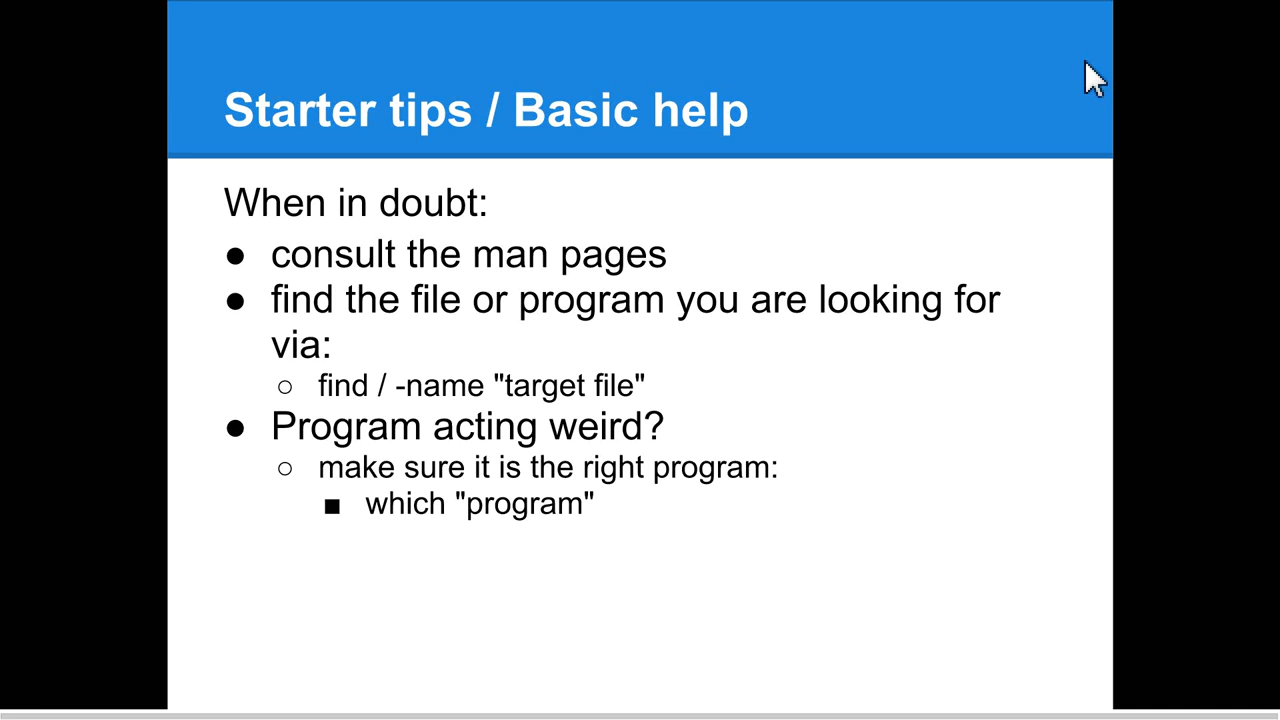 Starter tips / Basic help
When in doubt:
● consult the man pages
● find the file or program you are looking for
via:
○ find / -name "target file"
● Program acting weird?
○ make sure it is the right program:
■ which "program"